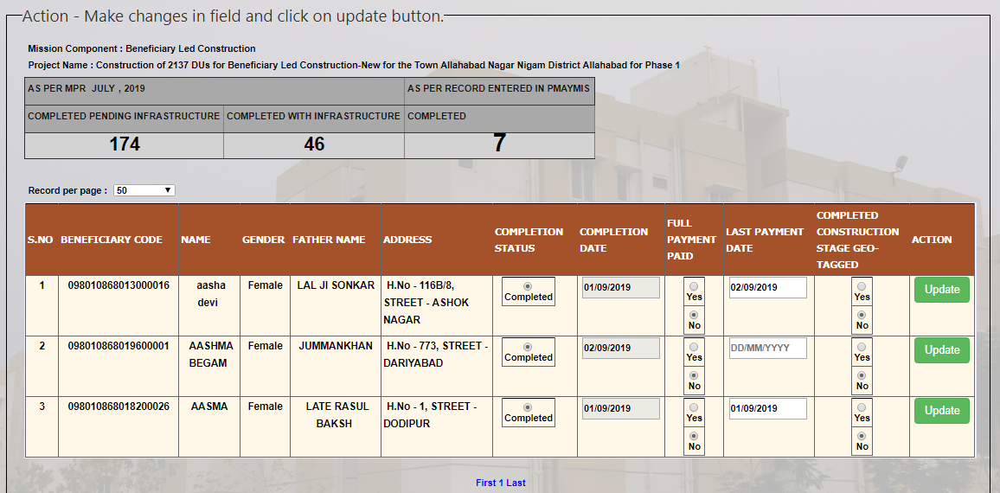 Action - Make changes in field and click on update button.
Mission Component : Beneficiary Led Construction
Project Name : Construction of 2137 DUs for Beneficiary Led Construction-New for the Town Allahabad Nagar Nigam District Allahabad for Phase 1
AS PER MPR JULY , 2019 AS PER RECORD ENTERED IN PMAYMIS
COMPLETED PENDING INFRASTRUCTURE COMPLETED WITH INFRASTRUCTURE COMPLETED
174 46 7
Record per page : 50
S.NO BENEFICIARY CODE NAME GENDER FATHER NAME ADDRESS COMPLETION STATUS COMPLETION DATE FULL PAYMENT PAID LAST PAYMENT DATE COMPLETED CONSTRUCTION STAGE GEO-TAGGED ACTION
1 098010868013000016 aasha devi Female LAL JI SONKAR H.No - 116B/8, STREET - ASHOK NAGAR Completed 01/09/2019 Yes No 02/09/2019 Yes No Update
2 098010868019600001 AASHMA BEGAM Female JUMMANKHAN H.No - 773, STREET - DARIYABAD Completed 02/09/2019 Yes No DD/MM/YYYY Yes No Update
3 098010868018200026 AASMA Female LATE RASUL BAKSH H.No - 1, STREET - DODIPUR Completed 01/09/2019 Yes No 01/09/2019 Yes No Update
First 1 Last